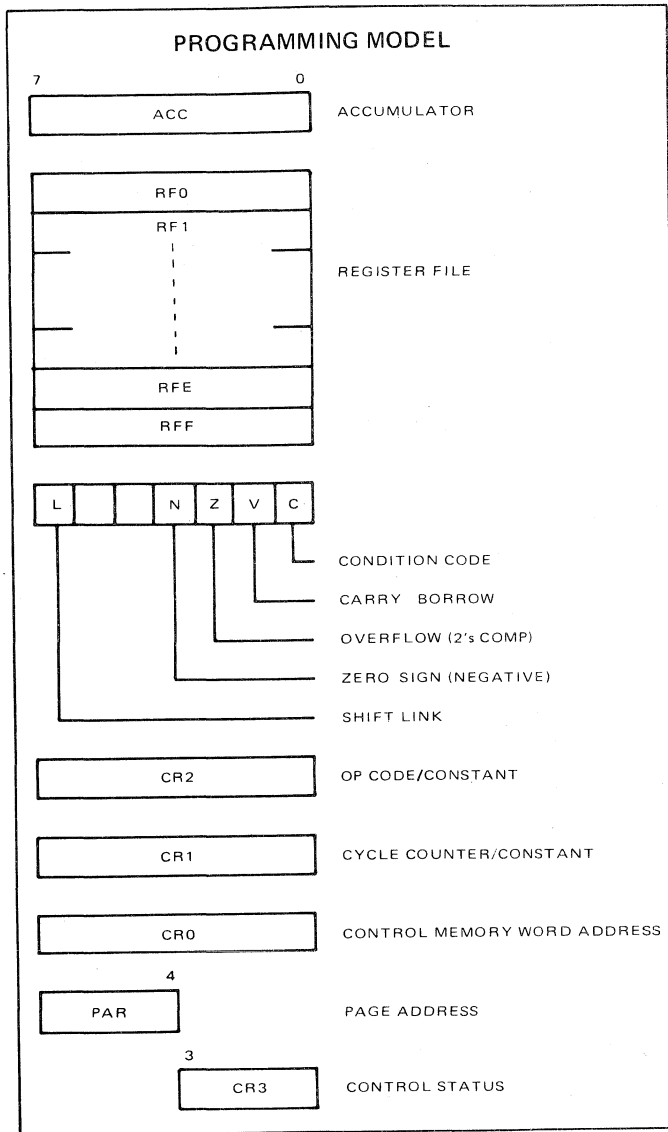 PROGRAMMING MODEL
7 0
ACC ACCUMULATOR
RF0
RF1
REGISTER FILE
RFE
RFF
L N Z V C
CONDITION CODE
CARRY BORROW
OVERFLOW (2's COMP)
ZERO SIGN (NEGATIVE)
SHIFT LINK
CR2 OP CODE/CONSTANT
CR1 CYCLE COUNTER/CONSTANT
CR0 CONTROL MEMORY WORD ADDRESS
4
PAR PAGE ADDRESS
3
CR3 CONTROL STATUS